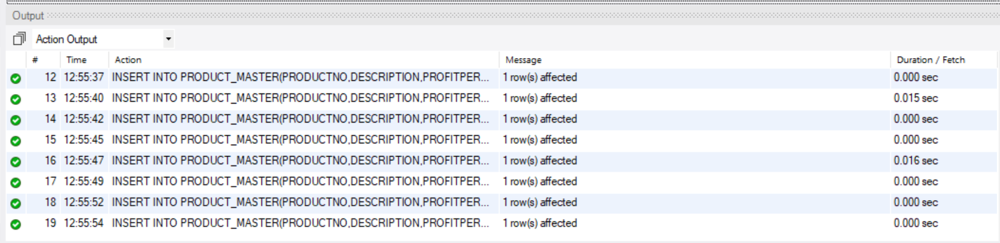 Output
Action Output
# Time Action Message Duration / Fetch
12 12:55:37 INSERT INTO PRODUCT_MASTER(PRODUCTNO,DESCRIPTION,PROFITPER... 1 row(s) affected 0.000 sec
13 12:55:40 INSERT INTO PRODUCT_MASTER(PRODUCTNO,DESCRIPTION,PROFITPER... 1 row(s) affected 0.015 sec
14 12:55:42 INSERT INTO PRODUCT_MASTER(PRODUCTNO,DESCRIPTION,PROFITPER... 1 row(s) affected 0.000 sec
15 12:55:45 INSERT INTO PRODUCT_MASTER(PRODUCTNO,DESCRIPTION,PROFITPER... 1 row(s) affected 0.000 sec
16 12:55:47 INSERT INTO PRODUCT_MASTER(PRODUCTNO,DESCRIPTION,PROFITPER... 1 row(s) affected 0.016 sec
17 12:55:49 INSERT INTO PRODUCT_MASTER(PRODUCTNO,DESCRIPTION,PROFITPER... 1 row(s) affected 0.000 sec
18 12:55:52 INSERT INTO PRODUCT_MASTER(PRODUCTNO,DESCRIPTION,PROFITPER... 1 row(s) affected 0.000 sec
19 12:55:54 INSERT INTO PRODUCT_MASTER(PRODUCTNO,DESCRIPTION,PROFITPER... 1 row(s) affected 0.000 sec